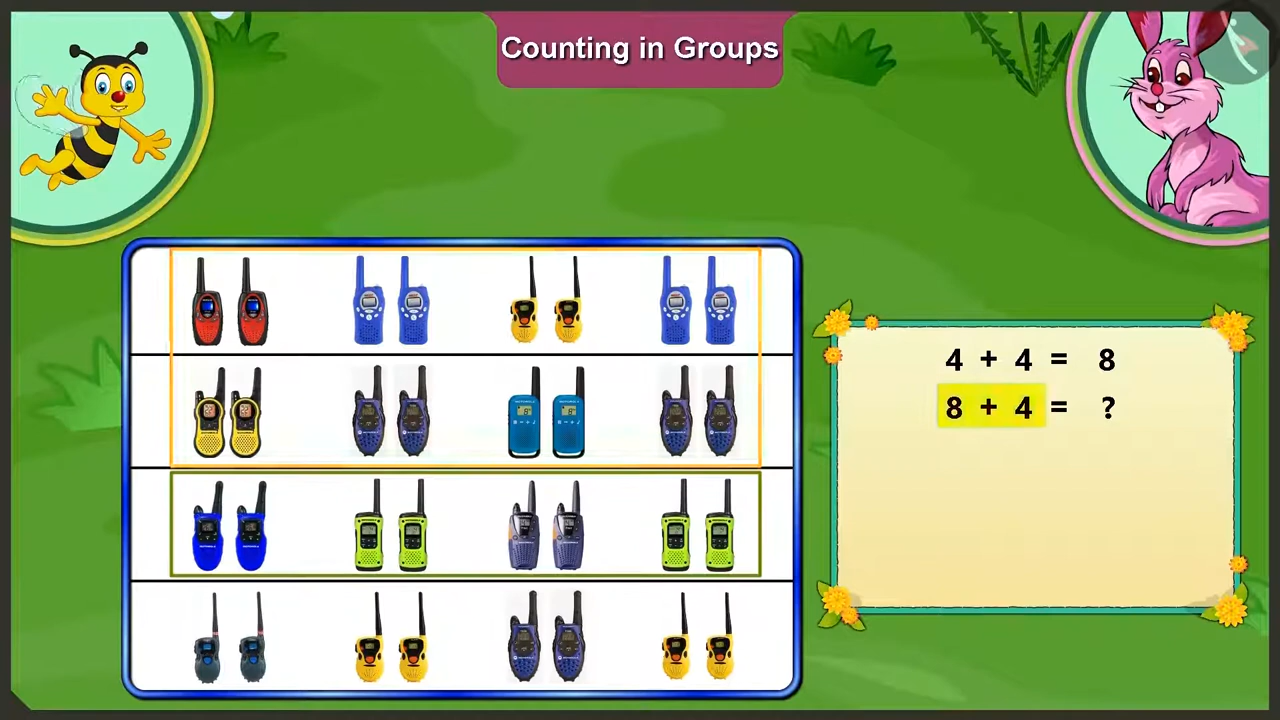 Counting in Groups
4 + 4 = 8
8 + 4 = ?